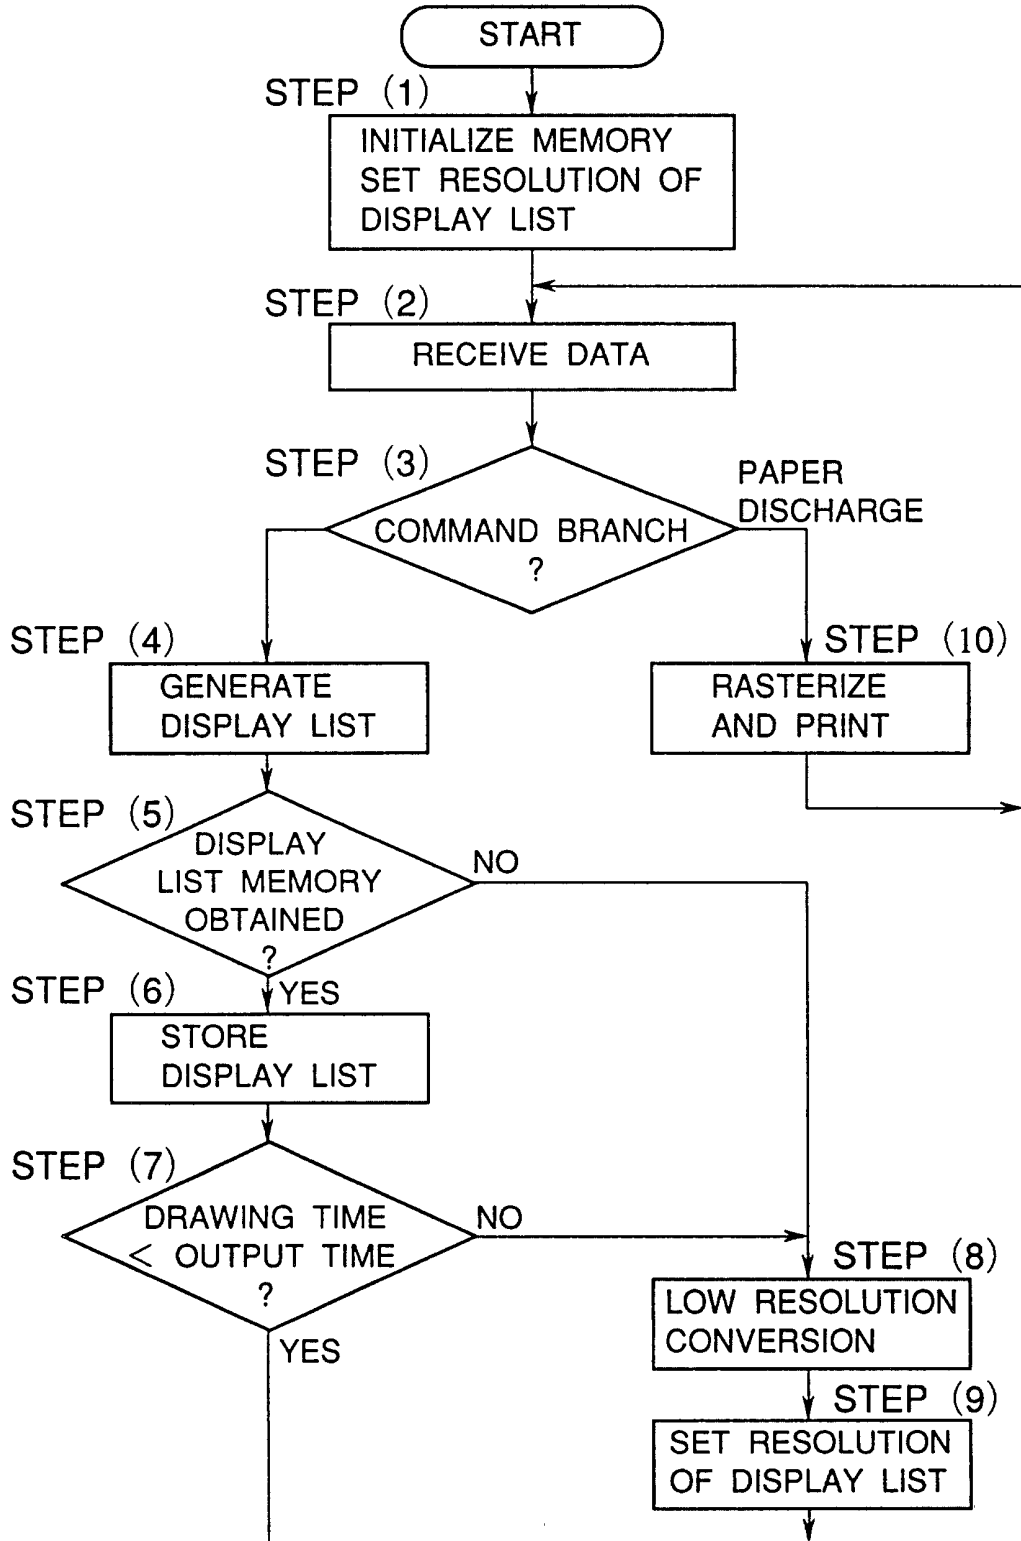 START
STEP (1)
INITIALIZE MEMORY
SET RESOLUTION OF
DISPLAY LIST
STEP (2)
RECEIVE DATA
STEP (3)
COMMAND BRANCH
?
PAPER
DISCHARGE
STEP (4)
GENERATE
DISPLAY LIST
STEP (10)
RASTERIZE
AND PRINT
STEP (5)
DISPLAY
LIST MEMORY
OBTAINED
?
NO
YES
STEP (6)
STORE
DISPLAY LIST
STEP (7)
DRAWING TIME
< OUTPUT TIME
?
NO
YES
STEP (8)
LOW RESOLUTION
CONVERSION
STEP (9)
SET RESOLUTION
OF DISPLAY LIST